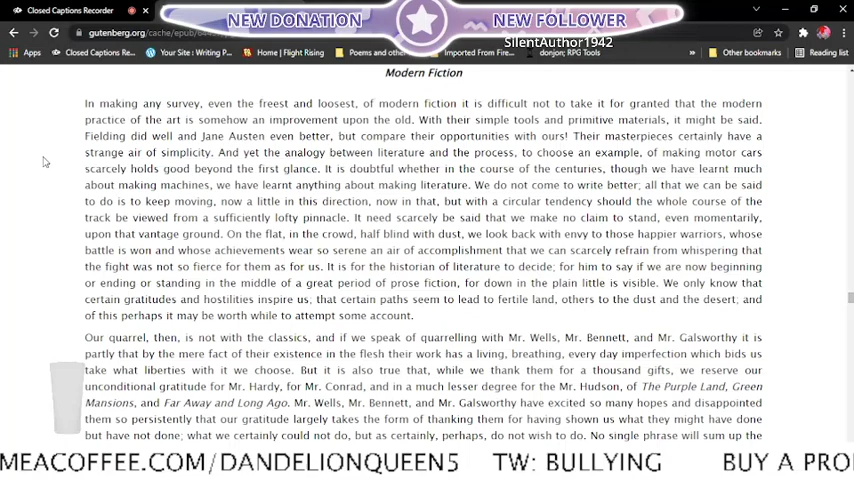 Closed Captions Recorder
NEW DONATION
NEW FOLLOWER
SilentAuthor1942
gutenberg.org/cache/epub/644
Apps
Closed Captions Rec...
Your Site: Writing P...
Home | Flight Rising
Poems and other
Imported From Fire...
donjon; RPG Tools
»
Other bookmarks
Reading list
Modern Fiction
In making any survey, even the freest and loosest, of modern fiction it is difficult not to take it for granted that the modern
practice of the art is somehow an improvement upon the old. With their simple tools and primitive materials, it might be said.
Fielding did well and Jane Austen even better, but compare their opportunities with ours! Their masterpieces certainly have a
strange air of simplicity. And yet the analogy between literature and the process, to choose an example, of making motor cars
scarcely holds good beyond the first glance. It is doubtful whether in the course of the centuries, though we have learnt much
about making machines, we have learnt anything about making literature. We do not come to write better; all that we can be said
to do is to keep moving, now a little in this direction, now in that, but with a circular tendency should the whole course of the
track be viewed from a sufficiently lofty pinnacle. It need scarcely be said that we make no claim to stand, even momentarily,
upon that vantage ground. On the flat, in the crowd, half blind with dust, we look back with envy to those happier warriors, whose
battle is won and whose achievements wear so serene an air of accomplishment that we can scarcely refrain from whispering that
the fight was not so fierce for them as for us. It is for the historian of literature to decide; for him to say if we are now beginning
or ending or standing in the middle of a great period of prose fiction, for down in the plain little is visible. We only know that
certain gratitudes and hostilities inspire us; that certain paths seem to lead to fertile land, others to the dust and the desert; and
of this perhaps it may be worth while to attempt some account.
Our quarrel, then, is not with the classics, and if we speak of quarrelling with Mr. Wells, Mr. Bennett, and Mr. Galsworthy it is
partly that by the mere fact of their existence in the flesh their work has a living, breathing, every day imperfection which bids us
take what liberties with it we choose. But it is also true that, while we thank them for a thousand gifts, we reserve our
unconditional gratitude for Mr. Hardy, for Mr. Conrad, and in a much lesser degree for the Mr. Hudson, of The Purple Land, Green
Mansions, and Far Away and Long Ago. Mr. Wells, Mr. Bennett, and Mr. Galsworthy have excited so many hopes and disappointed
them so persistently that our gratitude largely takes the form of thanking them for having shown us what they might have done
but have not done; what we certainly could not do, but as certainly, perhaps, do not wish to do. No single phrase will sum up the
MEACOFFEE.COM/DANDELIONQUEEN5 TW: BULLYING BUY A PRO